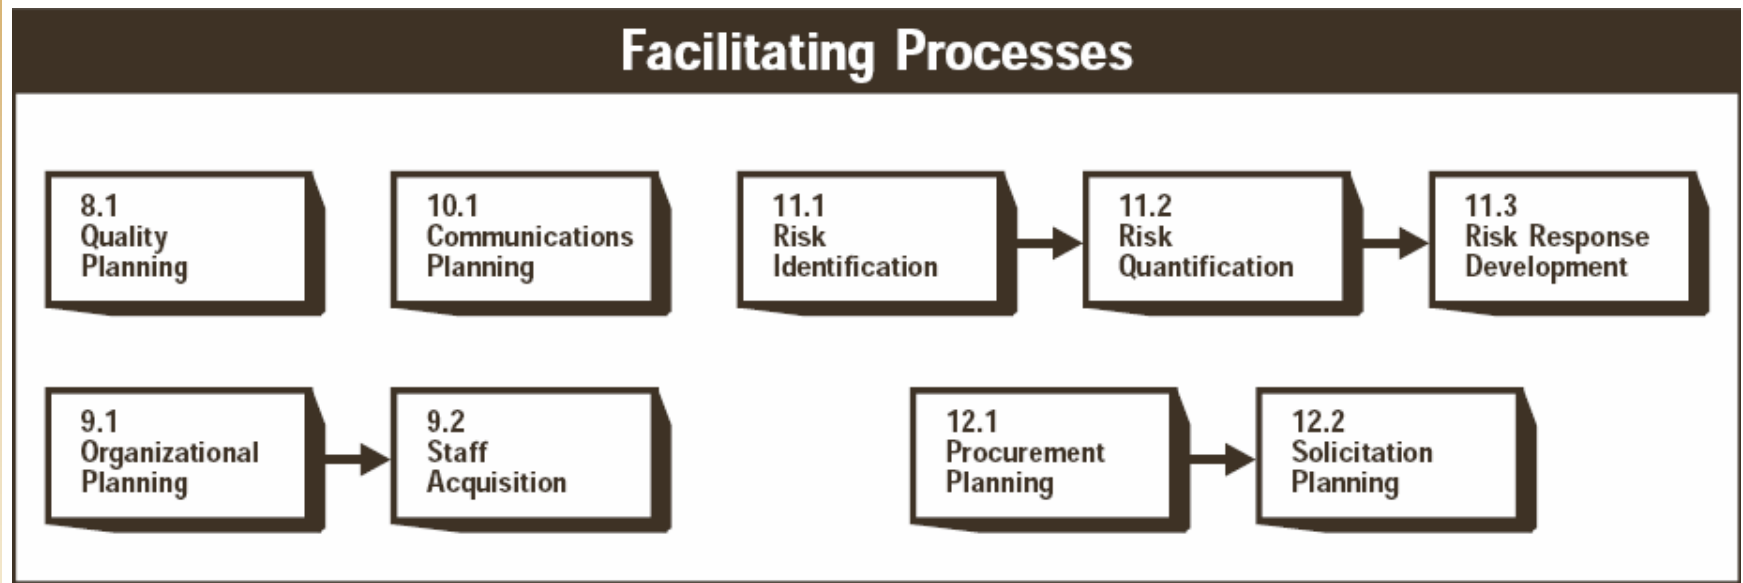 Facilitating Processes
8.1
Quality
Planning
10.1
Communications
Planning
11.1
Risk
Identification
11.2
Risk
Quantification
11.3
Risk Response
Development
9.1
Organizational
Planning
9.2
Staff
Acquisition
12.1
Procurement
Planning
12.2
Solicitation
Planning